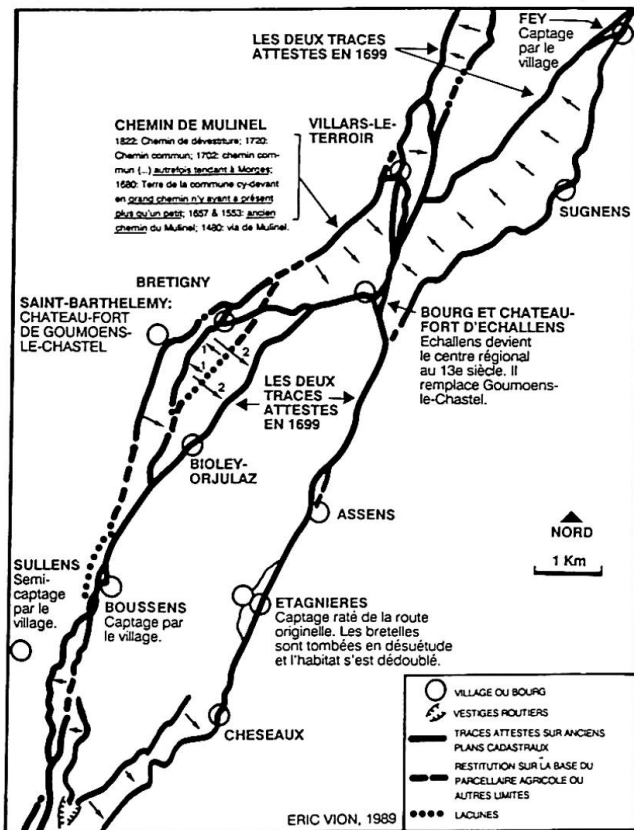 FEY
Captage
par le
village
LES DEUX TRACES
ATTESTES EN 1699
CHEMIN DE MULINEL
1822: Chemin de dévestiture; 1720:
Chemin commun; 1702: chemin com-
mun (...) autrefois tendant à Morges;
1680: Terre de la commune cy-devant
en grand chemin n'y ayant a présent
plus qu'un petit; 1657 & 1553: ancien
chemin du Mulinel; 1480: via de Mulinel.
VILLARS-LE-
TERROIR
SUGNENS
BRETIGNY
SAINT-BARTHELEMY:
CHATEAU-FORT
DE GOUMOENS-
LE-CHASTEL
BOURG ET CHATEAU-
FORT D'ECHALLENS
Echallens devient
le centre régional
au 13e siècle. Il
remplace Goumoens-
le-Chastel.
1
2
1
2
LES DEUX
TRACES
ATTESTES
EN 1699
BIOLEY-
ORJULAZ
ASSENS
NORD
1 Km
SULLENS
Semi-
captage
par le
village.
BOUSSENS
Captage par
le village.
ETAGNIERES
Captage raté de la route
originelle. Les bretelles
sont tombées en désuétude
et l'habitat s'est dédoublé.
CHESEAUX
VILLAGE OU BOURG
VESTIGES ROUTIERS
TRACES ATTESTES SUR ANCIENS
PLANS CADASTRAUX
RESTITUTION SUR LA BASE DU
PARCELLAIRE AGRICOLE OU
AUTRES LIMITES
LACUNES
ERIC VION, 1989